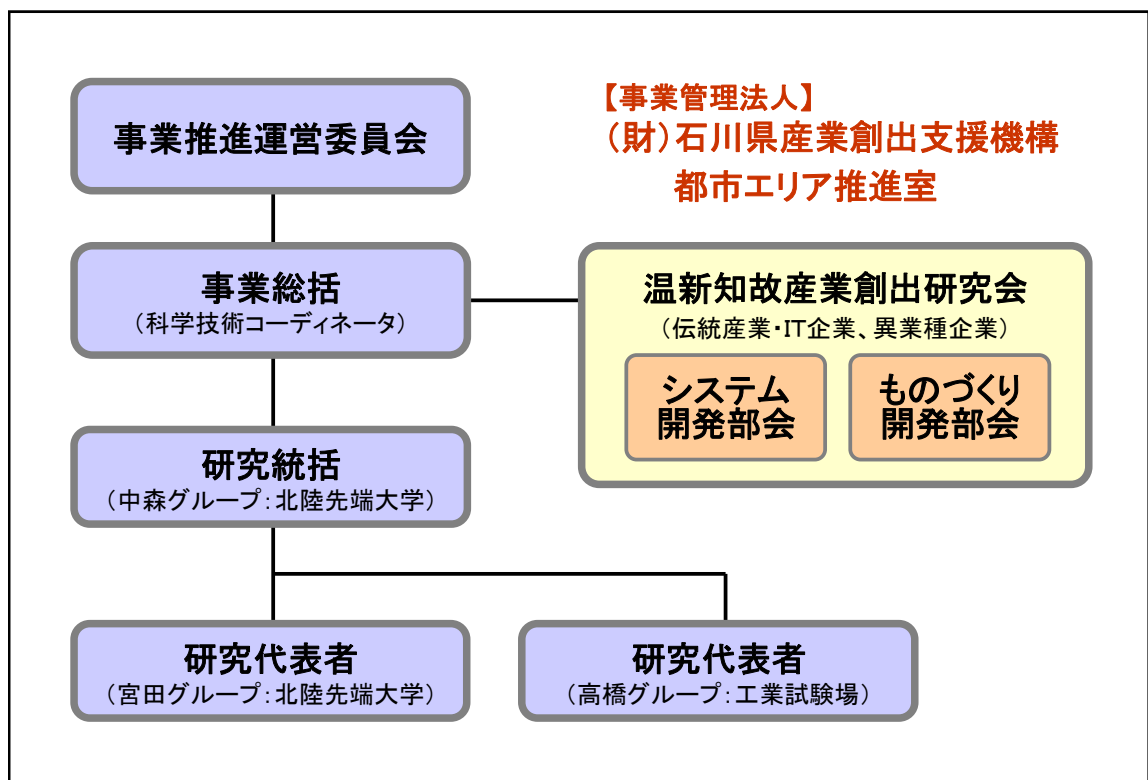 事業推進運営委員会
【事業管理法人】
(財)石川県産業創出支援機構
都市エリア推進室
事業総括
(科学技術コーディネータ)
温新知故産業創出研究会
(伝統産業・IT企業、異業種企業)
システム
開発部会
ものづくり
開発部会
研究統括
(中森グループ:北陸先端大学)
研究代表者
(宮田グループ:北陸先端大学)
研究代表者
(高橋グループ:工業試験場)